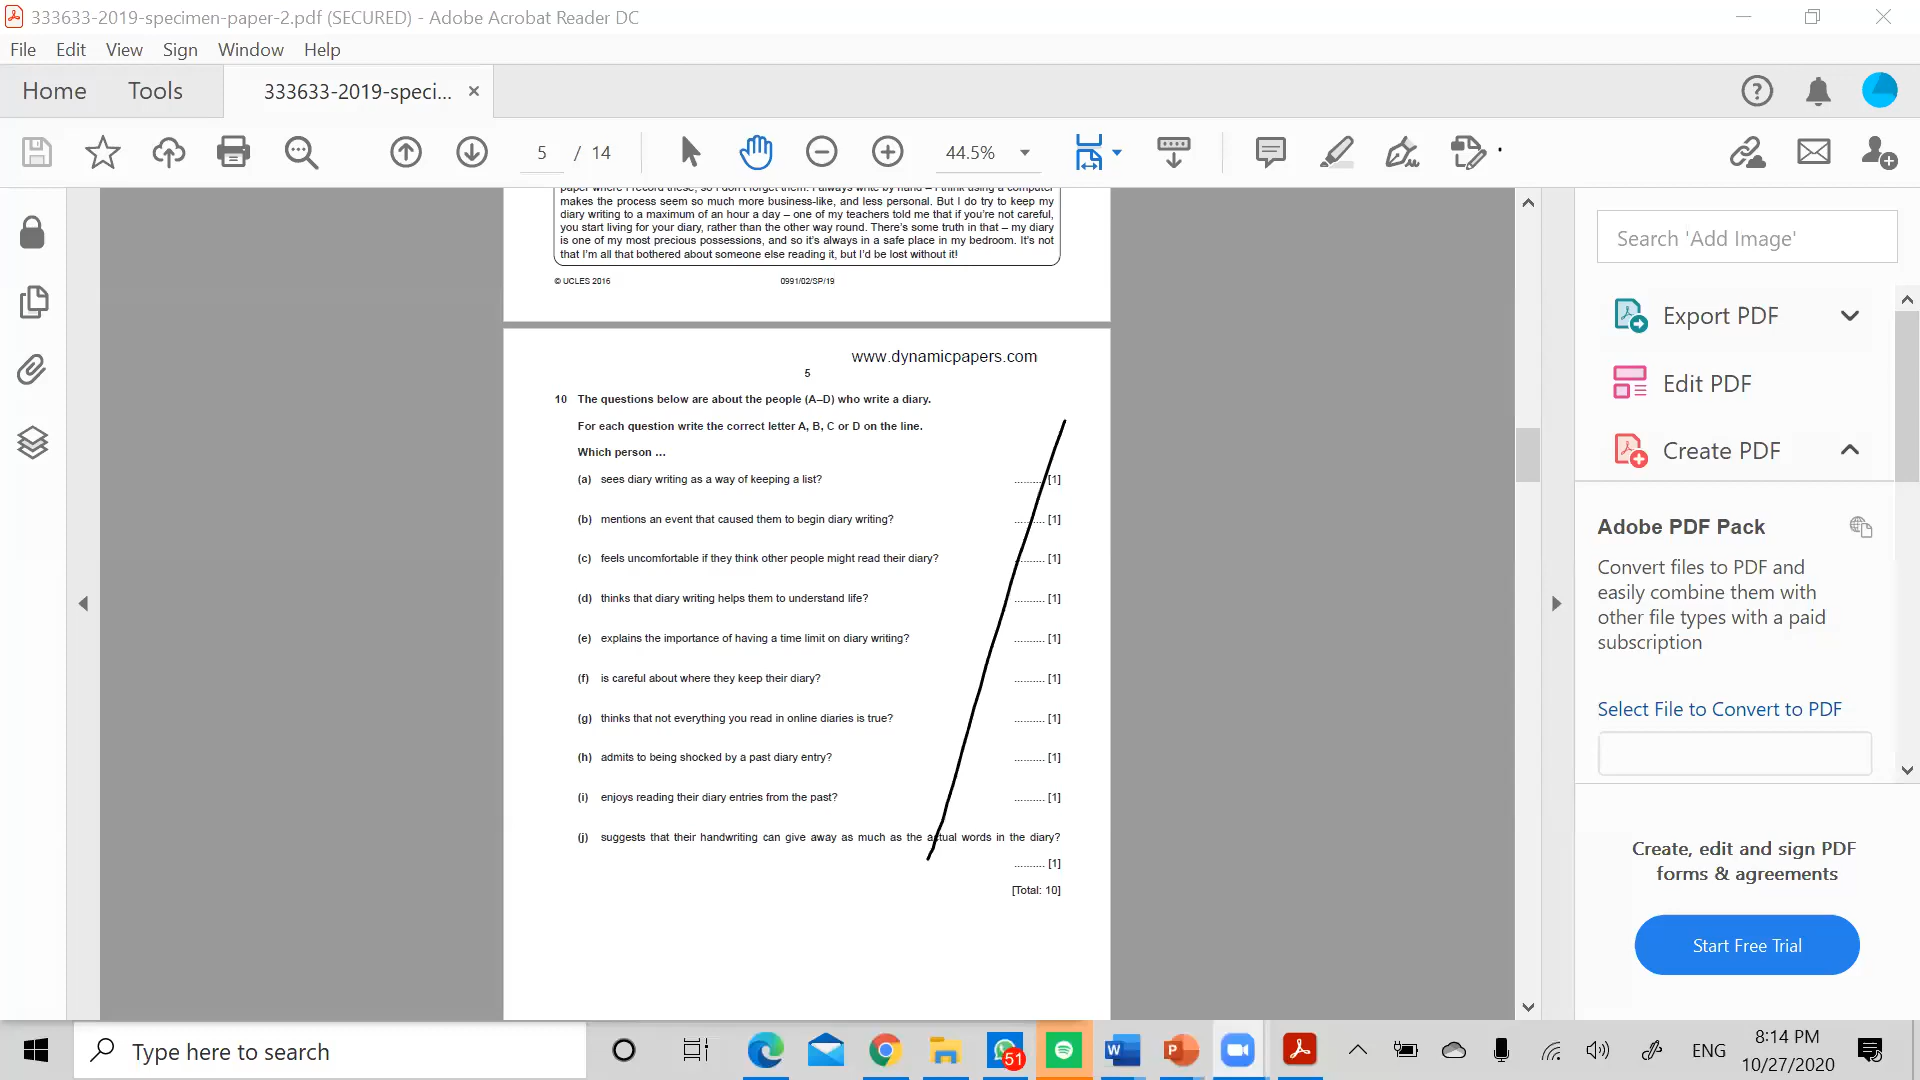 333633-2019-specimen-paper-2.pdf (SECURED) - Adobe Acrobat Reader DC
File Edit View Sign Window Help
Home Tools 333633-2019-speci... ×
5 / 14 44.5%
paper where I record these, so I don't forget them. I always write by hand – I think using a computer
makes the process seem so much more business-like, and less personal. But I do try to keep my
diary writing to a maximum of an hour a day – one of my teachers told me that if you're not careful,
you start living for your diary, rather than the other way round. There's some truth in that – my diary
is one of my most precious possessions, and so it's always in a safe place in my bedroom. It's not
that I'm all that bothered about someone else reading it, but I'd be lost without it!
© UCLES 2016 0991/02/SP/19
www.dynamicpapers.com
5
10 The questions below are about the people (A–D) who write a diary.
For each question write the correct letter A, B, C or D on the line.
Which person ...
(a) sees diary writing as a way of keeping a list? .......... [1]
(b) mentions an event that caused them to begin diary writing? .......... [1]
(c) feels uncomfortable if they think other people might read their diary? .......... [1]
(d) thinks that diary writing helps them to understand life? .......... [1]
(e) explains the importance of having a time limit on diary writing? .......... [1]
(f) is careful about where they keep their diary? .......... [1]
(g) thinks that not everything you read in online diaries is true? .......... [1]
(h) admits to being shocked by a past diary entry? .......... [1]
(i) enjoys reading their diary entries from the past? .......... [1]
(j) suggests that their handwriting can give away as much as the actual words in the diary?
.......... [1]
[Total: 10]
Search 'Add Image'
Export PDF
Edit PDF
Create PDF
Adobe PDF Pack
Convert files to PDF and
easily combine them with
other file types with a paid
subscription
Select File to Convert to PDF
Create, edit and sign PDF
forms & agreements
Start Free Trial
Type here to search
51
ENG
8:14 PM
10/27/2020